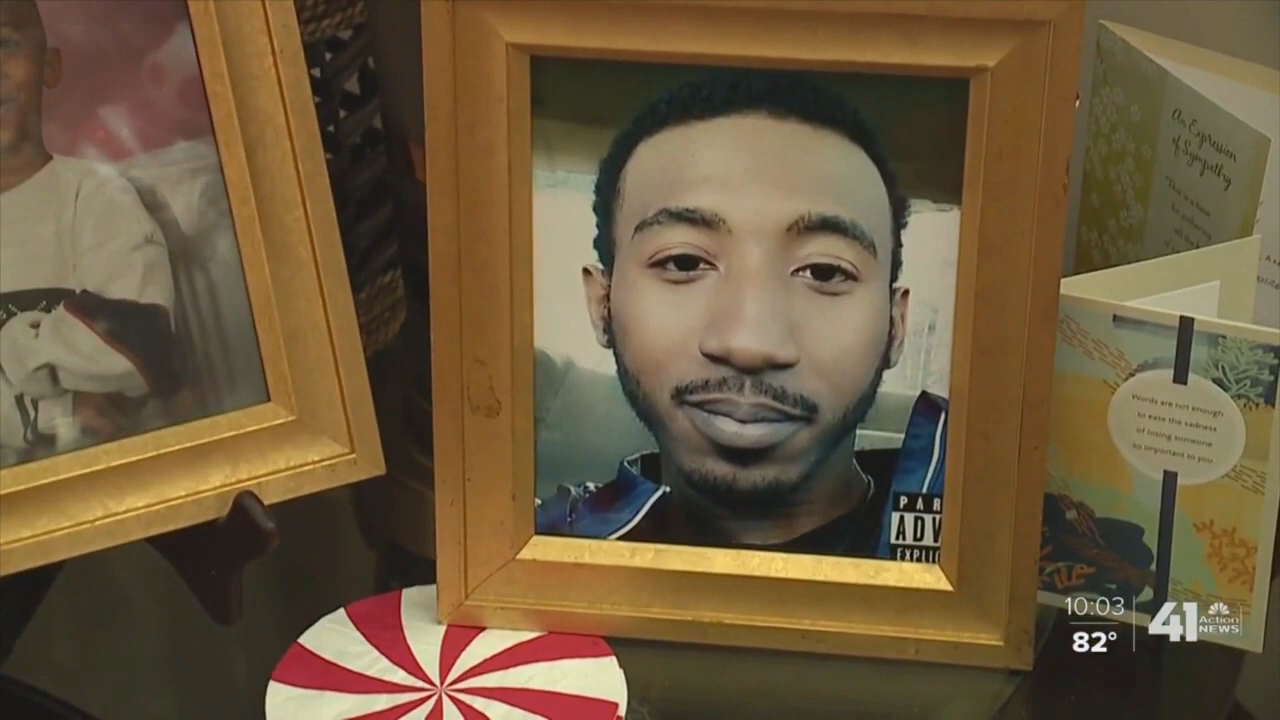 An Expression
of Sympathy
PAR
ADV
EXPLIC
Words are not enough
to ease the sadness
of losing someone
so important to you
10:03
82°
41
Action
NEWS